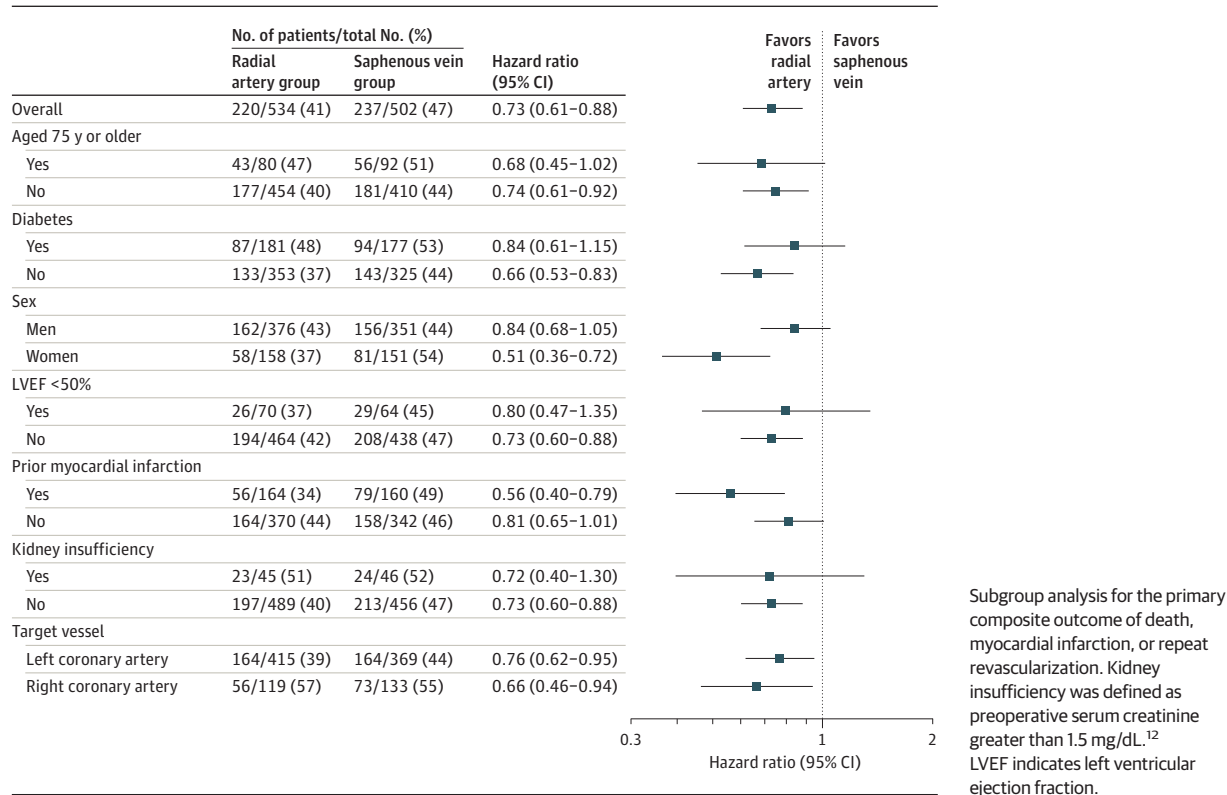 No. of patients/total No. (%)
Radial artery group Saphenous vein group Hazard ratio (95% CI) Favors radial artery Favors saphenous vein
Overall 220/534 (41) 237/502 (47) 0.73 (0.61–0.88)
Aged 75 y or older
Yes 43/80 (47) 56/92 (51) 0.68 (0.45–1.02)
No 177/454 (40) 181/410 (44) 0.74 (0.61–0.92)
Diabetes
Yes 87/181 (48) 94/177 (53) 0.84 (0.61–1.15)
No 133/353 (37) 143/325 (44) 0.66 (0.53–0.83)
Sex
Men 162/376 (43) 156/351 (44) 0.84 (0.68–1.05)
Women 58/158 (37) 81/151 (54) 0.51 (0.36–0.72)
LVEF <50%
Yes 26/70 (37) 29/64 (45) 0.80 (0.47–1.35)
No 194/464 (42) 208/438 (47) 0.73 (0.60–0.88)
Prior myocardial infarction
Yes 56/164 (34) 79/160 (49) 0.56 (0.40–0.79)
No 164/370 (44) 158/342 (46) 0.81 (0.65–1.01)
Kidney insufficiency
Yes 23/45 (51) 24/46 (52) 0.72 (0.40–1.30)
No 197/489 (40) 213/456 (47) 0.73 (0.60–0.88)
Target vessel
Left coronary artery 164/415 (39) 164/369 (44) 0.76 (0.62–0.95)
Right coronary artery 56/119 (57) 73/133 (55) 0.66 (0.46–0.94)
0.3 1 2
Hazard ratio (95% CI)
Subgroup analysis for the primary
composite outcome of death,
myocardial infarction, or repeat
revascularization. Kidney
insufficiency was defined as
preoperative serum creatinine
greater than 1.5 mg/dL.12
LVEF indicates left ventricular
ejection fraction.